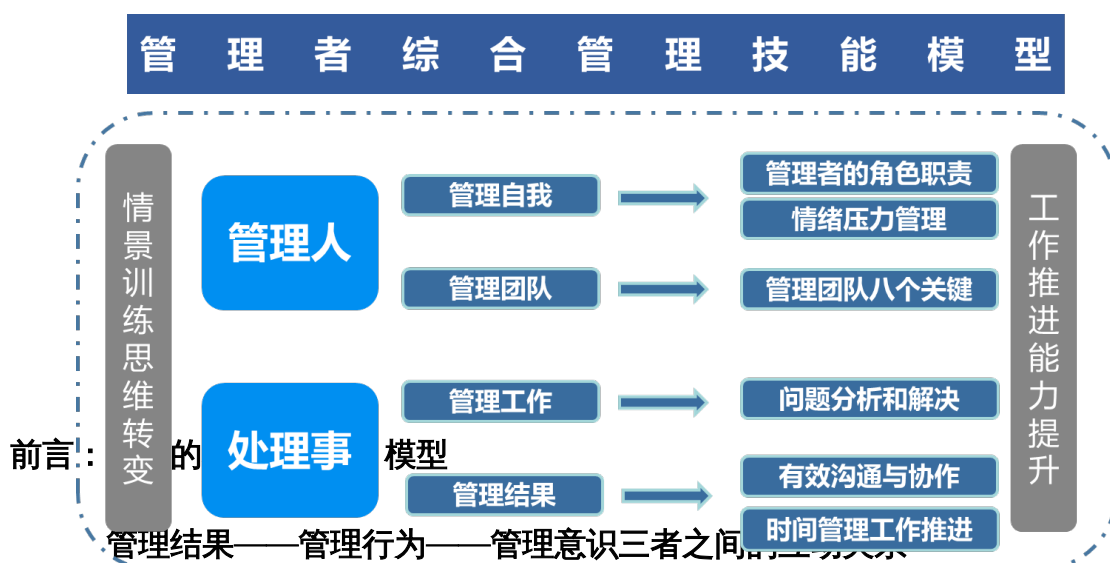 管理者综合管理技能模型
情景训练思维转变
管理人
管理自我
管理者的角色职责
情绪压力管理
管理团队
管理团队八个关键
处理事
管理工作
问题分析和解决
管理结果
有效沟通与协作
时间管理工作推进
工作推进能力提升
前言：
的
模型
管理结果——管理行为——管理意识三者之间的互动关系